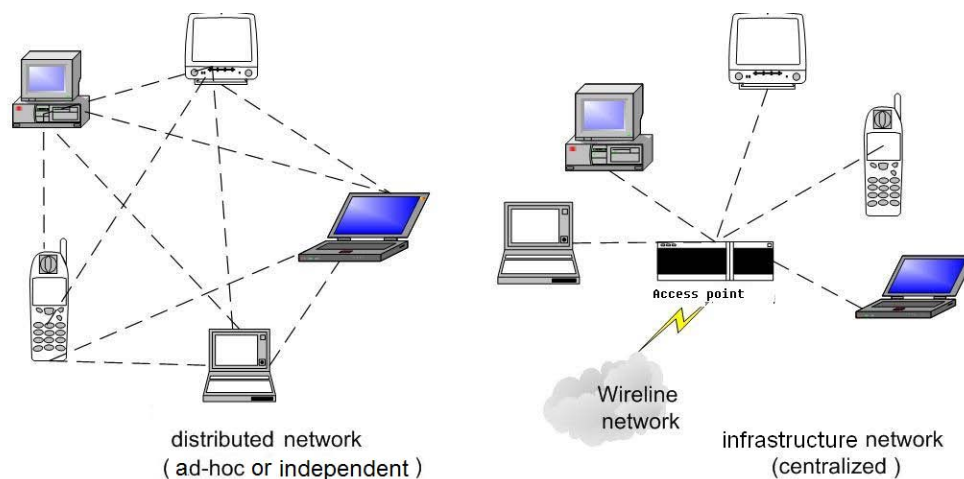 Access point
Wireline
network
distributed network
( ad-hoc or independent )
infrastructure network
(centralized )